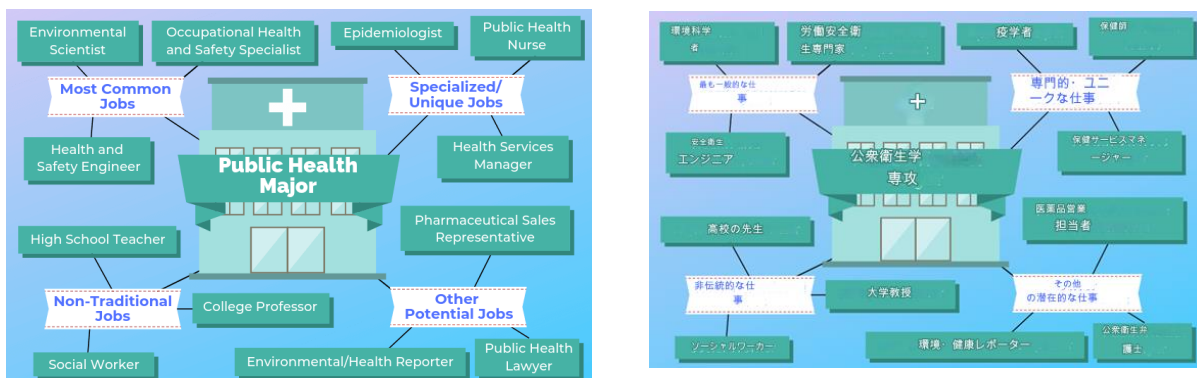 Environmental
Scientist
Occupational Health
and Safety Specialist
Epidemiologist
Public Health
Nurse
Most Common
Jobs
Specialized/
Unique Jobs
Health and
Safety Engineer
Health Services
Manager
Public Health
Major
High School Teacher
Pharmaceutical Sales
Representative
Non-Traditional
Jobs
College Professor
Other
Potential Jobs
Social Worker
Environmental/Health Reporter
Public Health
Lawyer
環境科学
者
労働安全衛
生専門家
疫学者
保健師
最も一般的な仕
事
専門的・ユニ
ークな仕事
安全衛生
エンジニア
保健サービスマネ
ージャー
公衆衛生学
専攻
高校の先生
医薬品営業
担当者
非伝統的な仕
事
大学教授
その他
の潜在的な仕事
ソーシャルワーカー
環境・健康レポーター
公衆衛生弁
護士